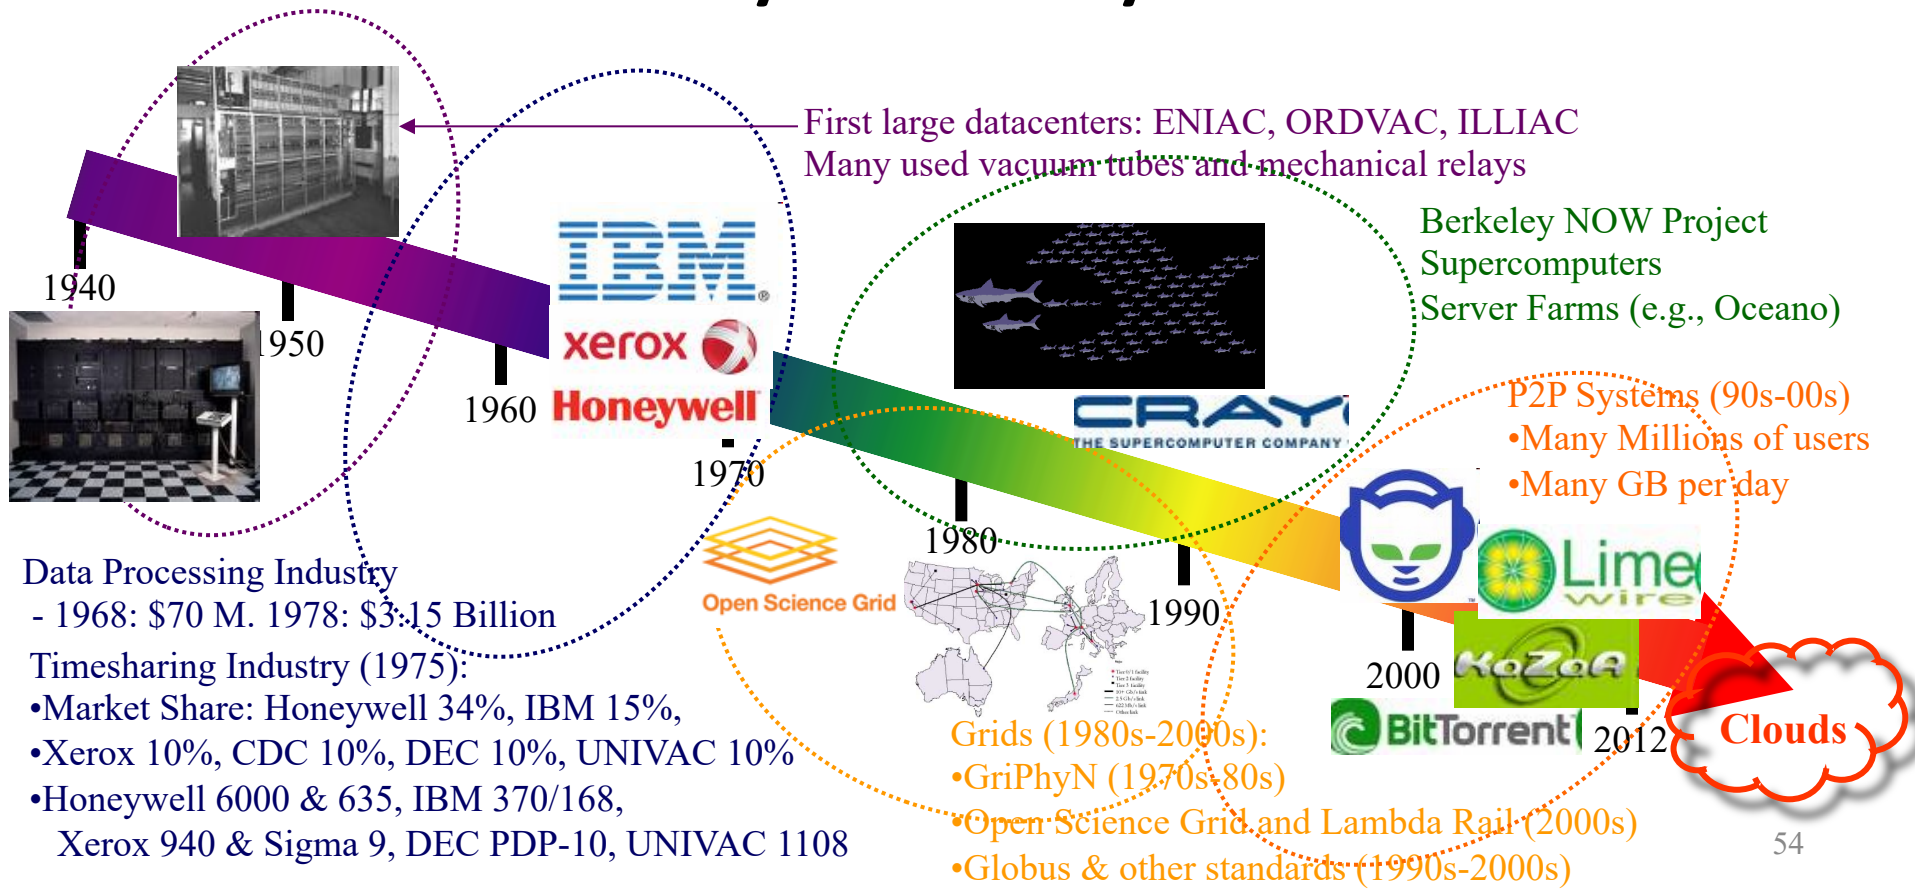 First large datacenters: ENIAC, ORDVAC, ILLIAC
Many used vacuum tubes and mechanical relays
Berkeley NOW Project
Supercomputers
Server Farms (e.g., Oceano)
P2P Systems (90s-00s)
•Many Millions of users
•Many GB per day
1940
1950
1960
1970
1980
1990
2000
2012
IBM
xerox
Honeywell
CRAY
THE SUPERCOMPUTER COMPANY
Open Science Grid
Lime
wire
KaZaA
BitTorrent
Clouds
Data Processing Industry
- 1968: $70 M. 1978: $3.15 Billion
Timesharing Industry (1975):
•Market Share: Honeywell 34%, IBM 15%,
•Xerox 10%, CDC 10%, DEC 10%, UNIVAC 10%
•Honeywell 6000 & 635, IBM 370/168,
Xerox 940 & Sigma 9, DEC PDP-10, UNIVAC 1108
Grids (1980s-2000s):
•GriPhyN (1970s-80s)
•Open Science Grid and Lambda Rail (2000s)
•Globus & other standards (1990s-2000s)
54